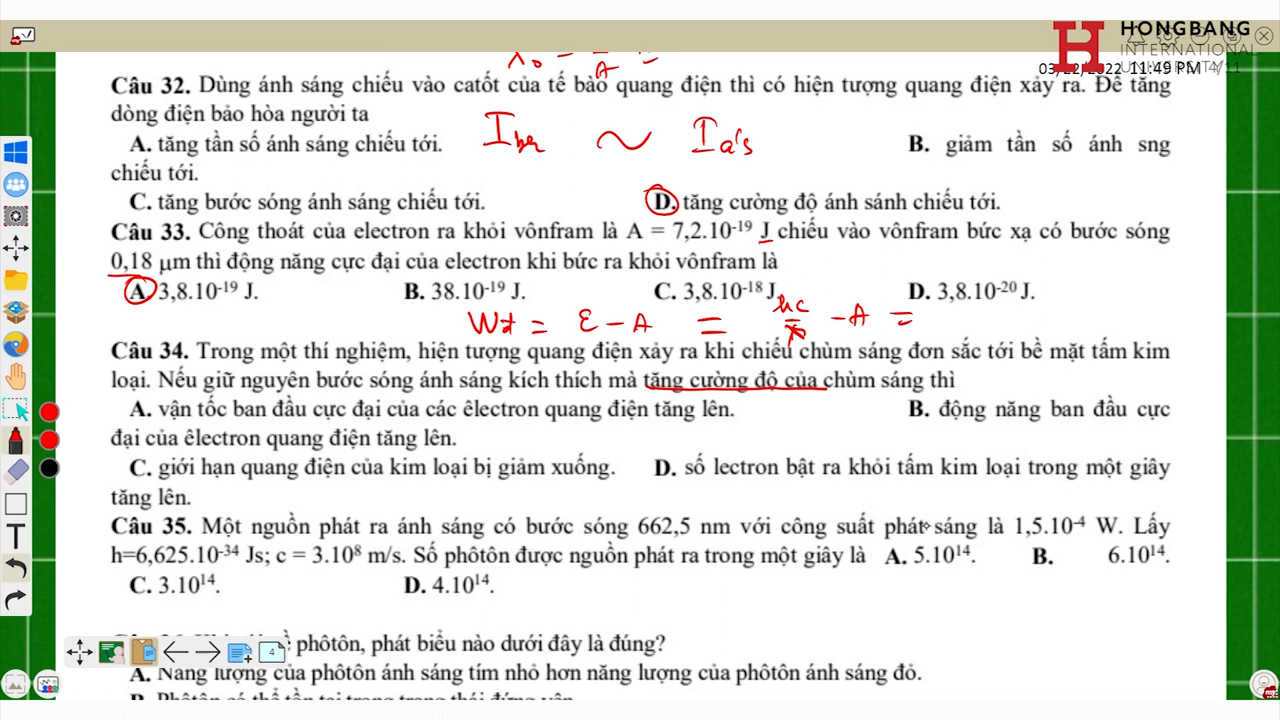 HONGBANG
INTERNATIONAL
UNIVERSITY
03/22/2022 11:49 PM 4/11
Câu 32. Dùng ánh sáng chiếu vào catốt của tế bào quang điện thì có hiện tượng quang điện xảy ra. Để tăng
dòng điện bảo hòa người ta
A. tăng tần số ánh sáng chiếu tới.
B. giảm tần số ánh sng
chiếu tới.
I bh ~ I a's
C. tăng bước sóng ánh sáng chiếu tới.
D. tăng cường độ ánh sánh chiếu tới.
Câu 33. Công thoát của electron ra khỏi vônfram là A = 7,2.10-19 J chiếu vào vônfram bức xạ có bước sóng
0,18 μm thì động năng cực đại của electron khi bức ra khỏi vônfram là
A. 3,8.10-19 J.
B. 38.10-19 J.
C. 3,8.10-18 J.
D. 3,8.10-20 J.
Wđ = ε - A = hc/λ - A =
Câu 34. Trong một thí nghiệm, hiện tượng quang điện xảy ra khi chiếu chùm sáng đơn sắc tới bề mặt tấm kim
loại. Nếu giữ nguyên bước sóng ánh sáng kích thích mà tăng cường độ của chùm sáng thì
A. vận tốc ban đầu cực đại của các êlectron quang điện tăng lên.
B. động năng ban đầu cực
đại của êlectron quang điện tăng lên.
C. giới hạn quang điện của kim loại bị giảm xuống.
D. số lectron bật ra khỏi tấm kim loại trong một giây
tăng lên.
Câu 35. Một nguồn phát ra ánh sáng có bước sóng 662,5 nm với công suất phát sáng là 1,5.10-4 W. Lấy
h=6,625.10-34 Js; c = 3.108 m/s. Số phôtôn được nguồn phát ra trong một giây là A. 5.1014. B. 6.1014.
C. 3.1014.
D. 4.1014.
phôtôn, phát biểu nào dưới đây là đúng?
4
A. Năng lượng của phôtôn ánh sáng tím nhỏ hơn năng lượng của phôtôn ánh sáng đỏ.